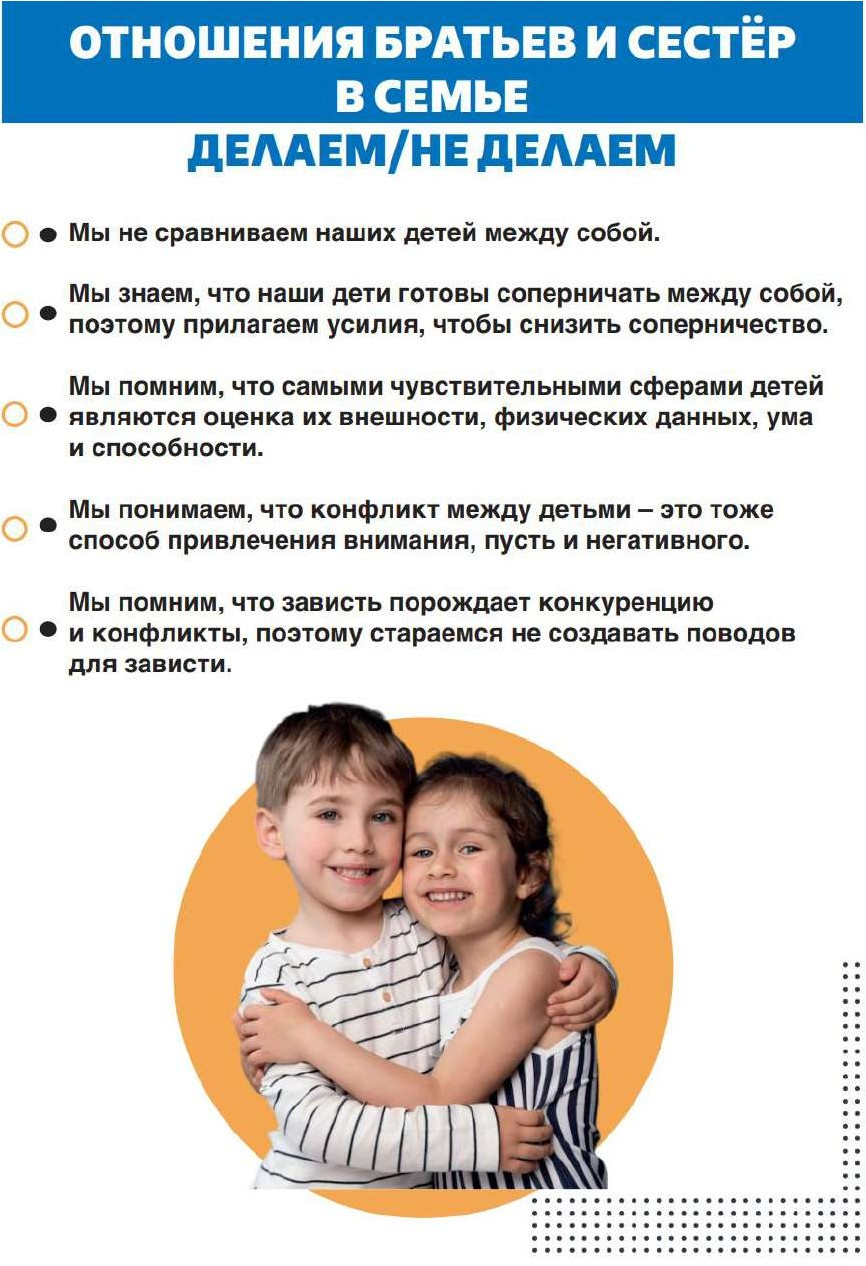 ОТНОШЕНИЯ БРАТЬЕВ И СЕСТЁР
В СЕМЬЕ
ДЕЛАЕМ/НЕ ДЕЛАЕМ
● Мы не сравниваем наших детей между собой.
● Мы знаем, что наши дети готовы соперничать между собой,
поэтому прилагаем усилия, чтобы снизить соперничество.
● Мы помним, что самыми чувствительными сферами детей
являются оценка их внешности, физических данных, ума
и способности.
● Мы понимаем, что конфликт между детьми – это тоже
способ привлечения внимания, пусть и негативного.
● Мы помним, что зависть порождает конкуренцию
и конфликты, поэтому стараемся не создавать поводов
для зависти.